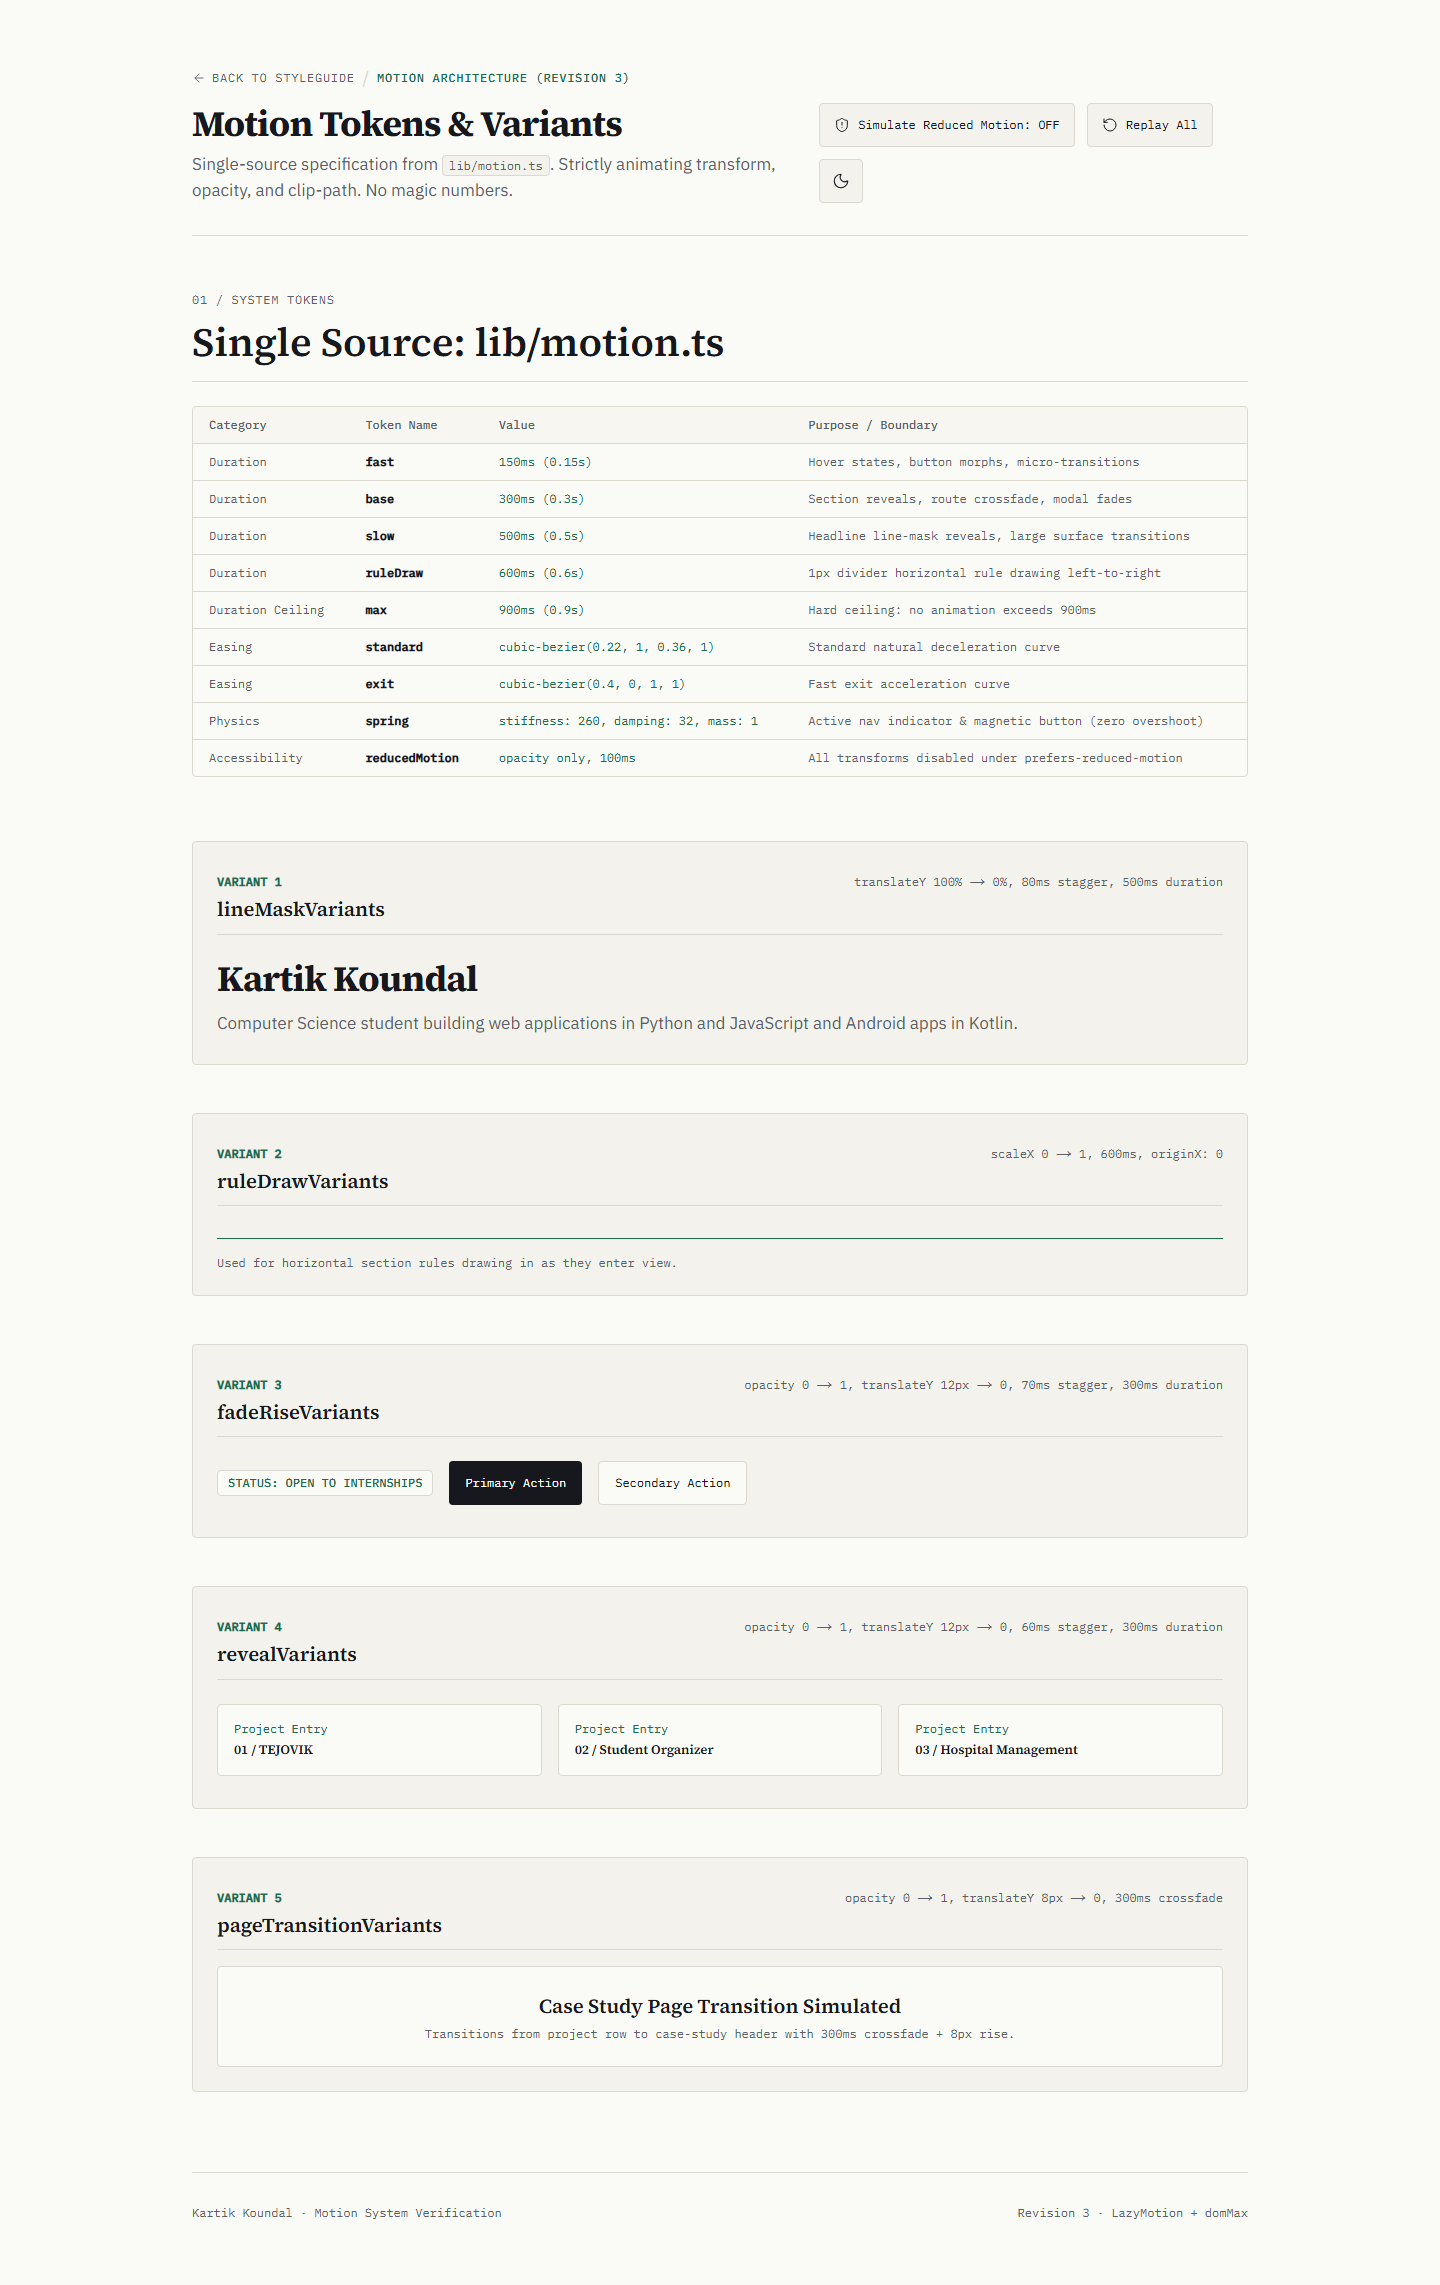 ← BACK TO STYLEGUIDE / MOTION ARCHITECTURE (REVISION 3)
Motion Tokens & Variants
Single-source specification from lib/motion.ts. Strictly animating transform,
opacity, and clip-path. No magic numbers.
Simulate Reduced Motion: OFF
Replay All
01 / SYSTEM TOKENS
Single Source: lib/motion.ts
Category Token Name Value Purpose / Boundary
Duration fast 150ms (0.15s) Hover states, button morphs, micro-transitions
Duration base 300ms (0.3s) Section reveals, route crossfade, modal fades
Duration slow 500ms (0.5s) Headline line-mask reveals, large surface transitions
Duration ruleDraw 600ms (0.6s) 1px divider horizontal rule drawing left-to-right
Duration Ceiling max 900ms (0.9s) Hard ceiling: no animation exceeds 900ms
Easing standard cubic-bezier(0.22, 1, 0.36, 1) Standard natural deceleration curve
Easing exit cubic-bezier(0.4, 0, 1, 1) Fast exit acceleration curve
Physics spring stiffness: 260, damping: 32, mass: 1 Active nav indicator & magnetic button (zero overshoot)
Accessibility reducedMotion opacity only, 100ms All transforms disabled under prefers-reduced-motion
VARIANT 1
translateY 100% → 0%, 80ms stagger, 500ms duration
lineMaskVariants
Kartik Koundal
Computer Science student building web applications in Python and JavaScript and Android apps in Kotlin.
VARIANT 2
scaleX 0 → 1, 600ms, originX: 0
ruleDrawVariants
Used for horizontal section rules drawing in as they enter view.
VARIANT 3
opacity 0 → 1, translateY 12px → 0, 70ms stagger, 300ms duration
fadeRiseVariants
STATUS: OPEN TO INTERNSHIPS
Primary Action
Secondary Action
VARIANT 4
opacity 0 → 1, translateY 12px → 0, 60ms stagger, 300ms duration
revealVariants
Project Entry
01 / TEJOVIK
Project Entry
02 / Student Organizer
Project Entry
03 / Hospital Management
VARIANT 5
opacity 0 → 1, translateY 8px → 0, 300ms crossfade
pageTransitionVariants
Case Study Page Transition Simulated
Transitions from project row to case-study header with 300ms crossfade + 8px rise.
Kartik Koundal · Motion System Verification
Revision 3 · LazyMotion + domMax